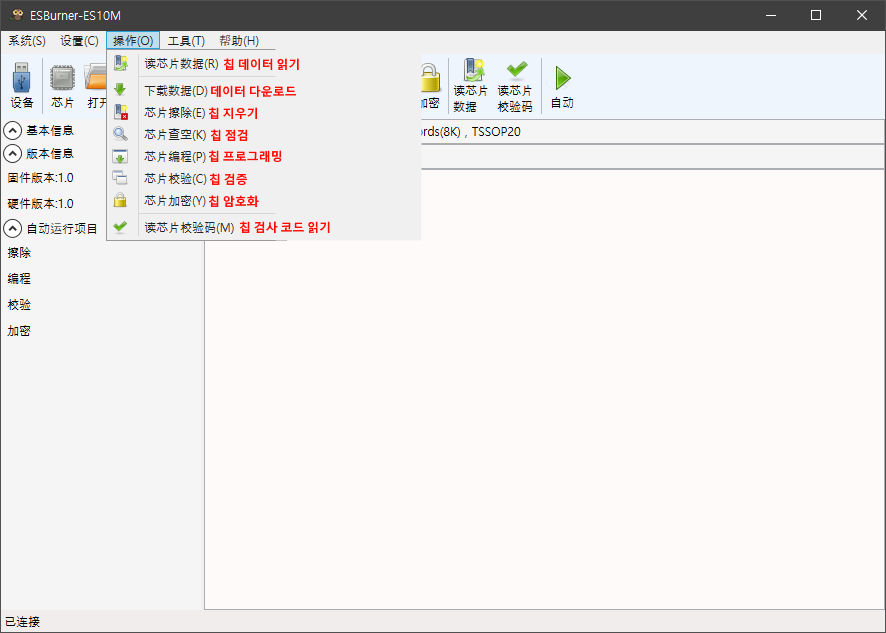 ESBurner-ES10M
系统(S) 设置(C) 操作(O) 工具(T) 帮助(H)
读芯片数据(R) 칩 데이터 읽기
下载数据(D) 데이터 다운로드
芯片擦除(E) 칩 지우기
芯片查空(K) 칩 점검
芯片编程(P) 칩 프로그래밍
芯片校验(C) 칩 검증
芯片加密(Y) 칩 암호화
读芯片校验码(M) 칩 검사 코드 읽기
设备 芯片 打开 密 读芯片数据 读芯片校验码 自动
rds(8K) , TSSOP20
基本信息
版本信息
固件版本:1.0
硬件版本:1.0
自动运行项目
擦除
编程
校验
加密
已连接